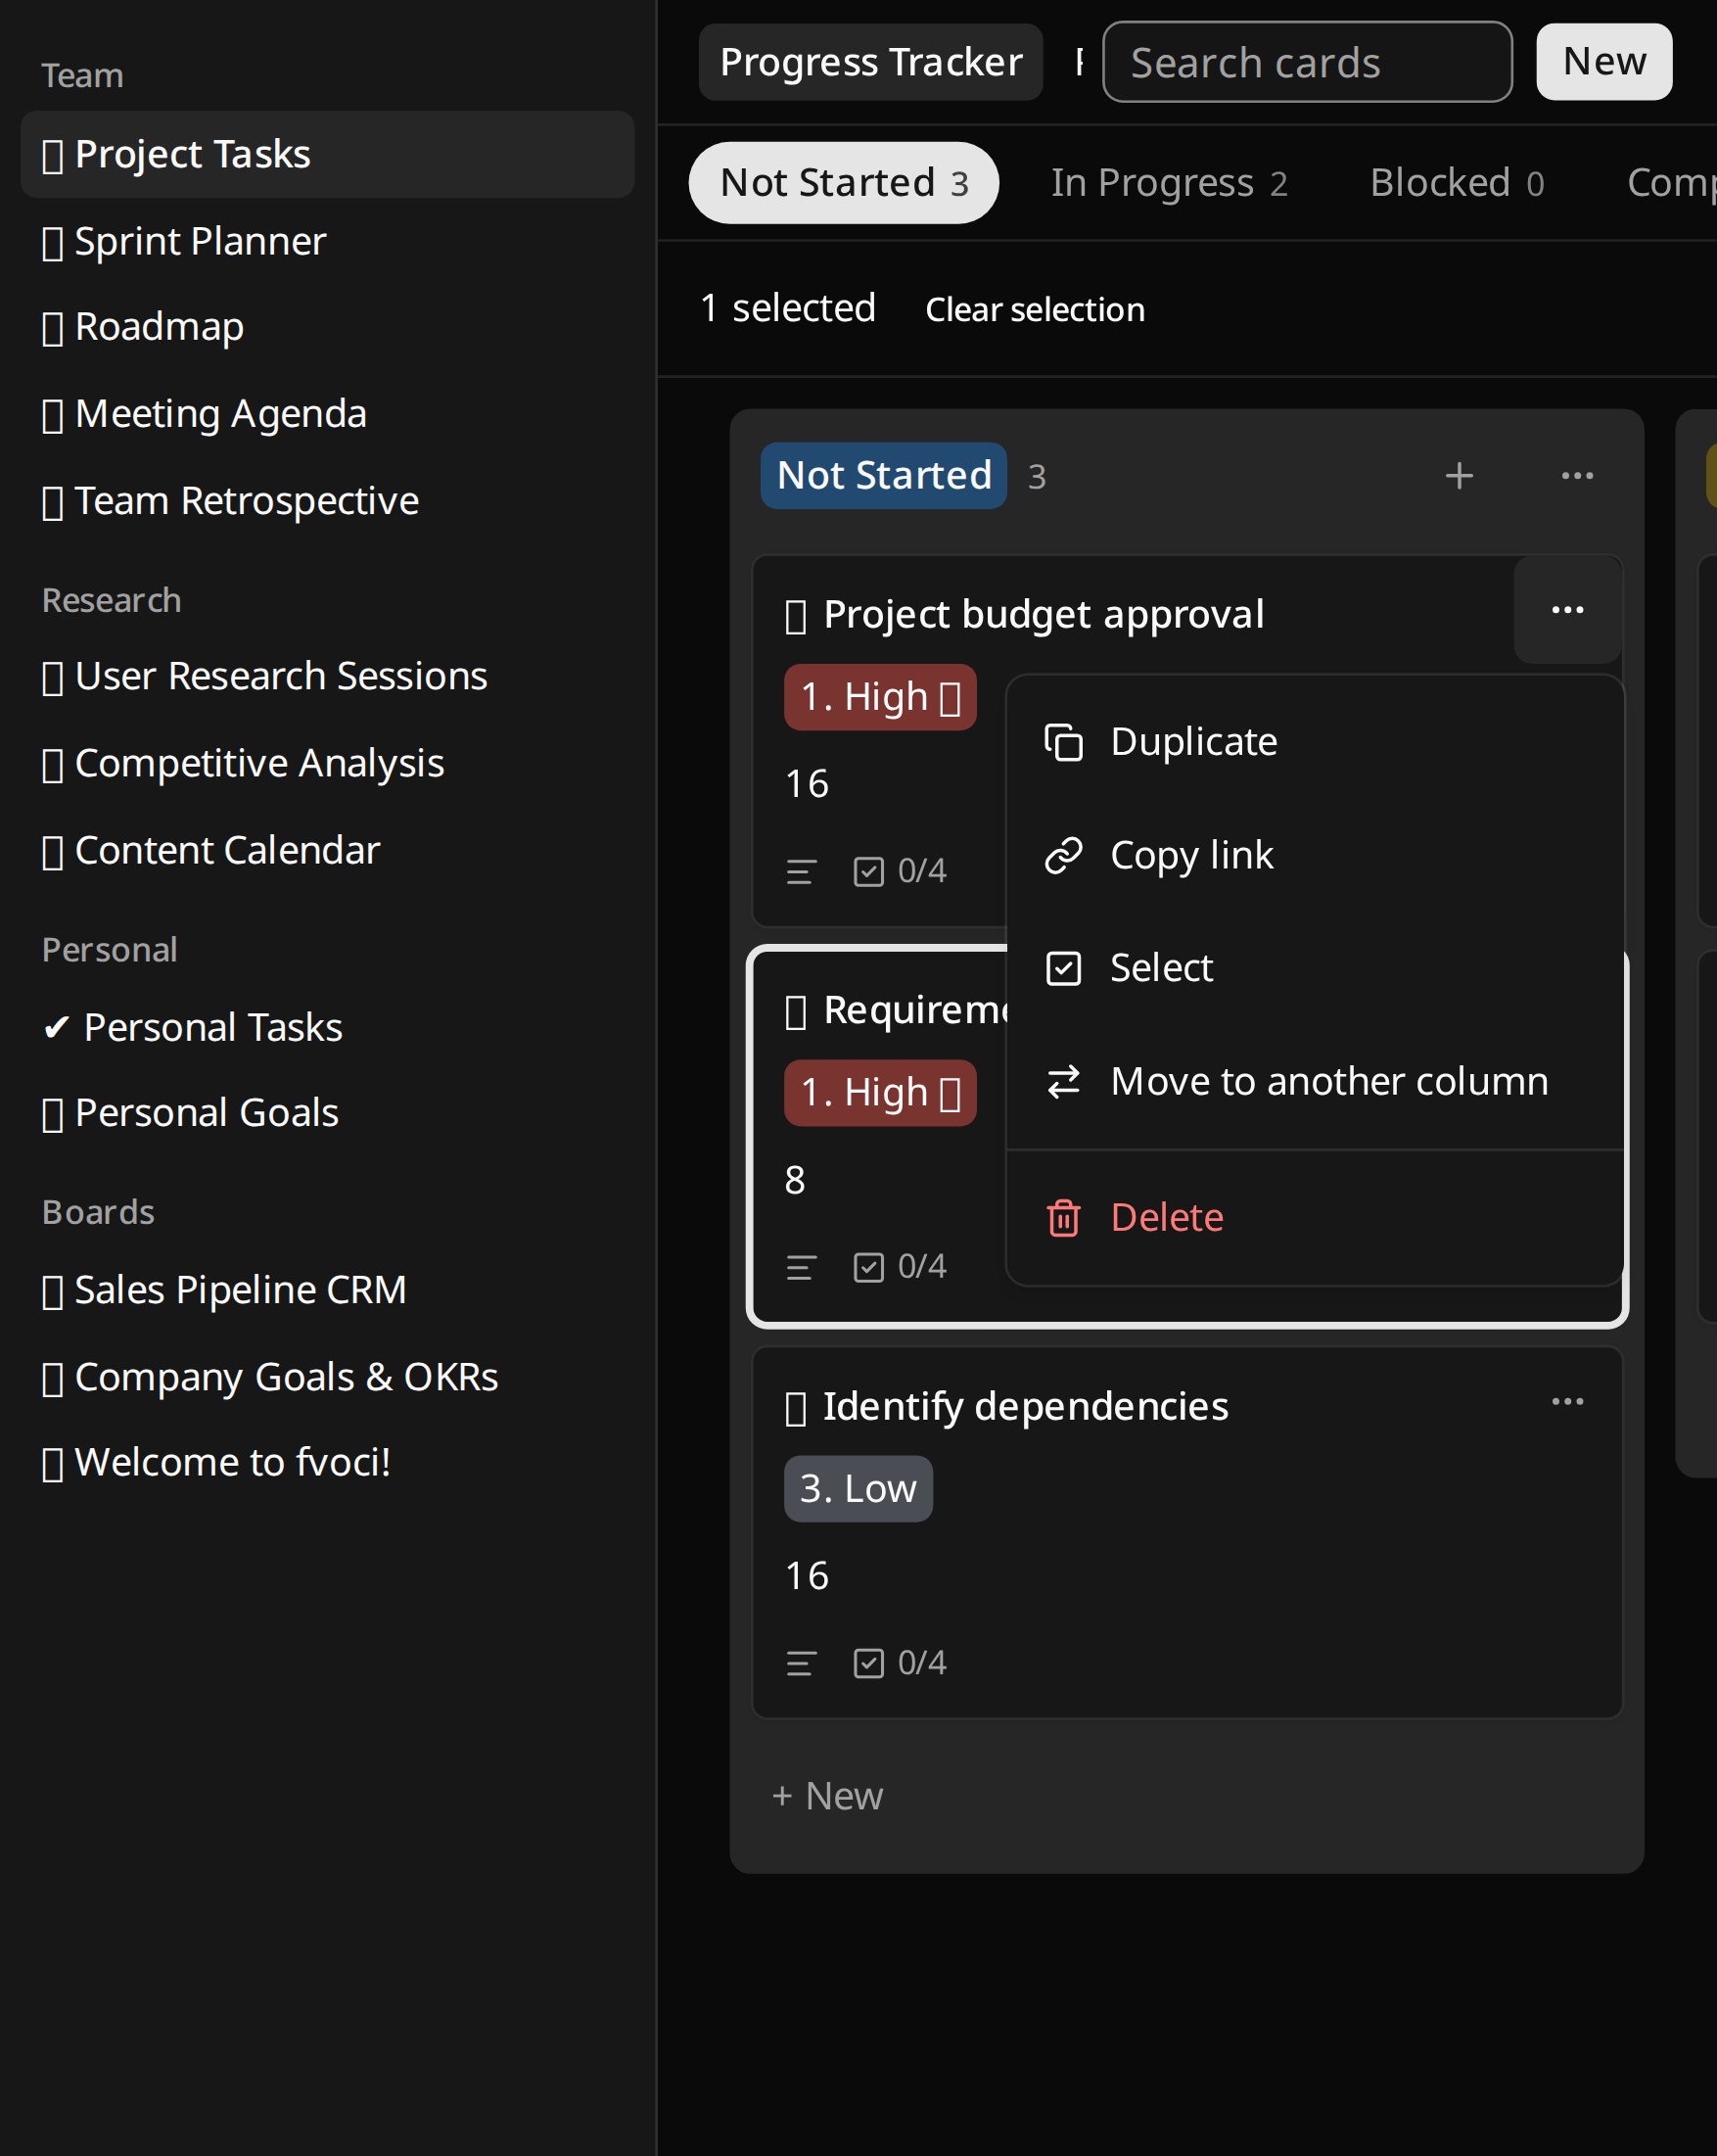 Team
Project Tasks
Sprint Planner
Roadmap
Meeting Agenda
Team Retrospective
Research
User Research Sessions
Competitive Analysis
Content Calendar
Personal
✔ Personal Tasks
Personal Goals
Boards
Sales Pipeline CRM
Company Goals & OKRs
Welcome to fvoci!
Progress Tracker
Search cards
New
Not Started 3
In Progress 2
Blocked 0
1 selected
Clear selection
Not Started 3
Project budget approval
1. High
16
0/4
Duplicate
Copy link
Select
Move to another column
Delete
1. High
8
0/4
Identify dependencies
3. Low
16
0/4
+ New